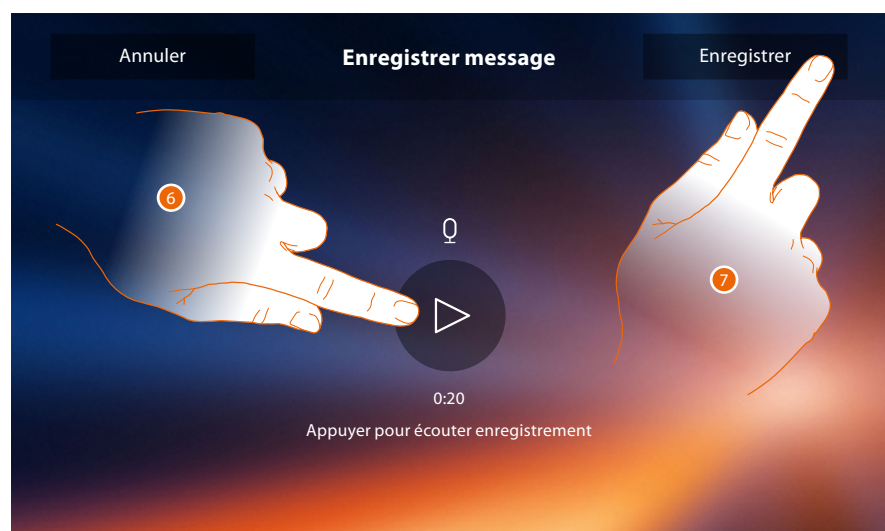 Annuler
Enregistrer message
Enregistrer
6
7
0:20
Appuyer pour écouter enregistrement